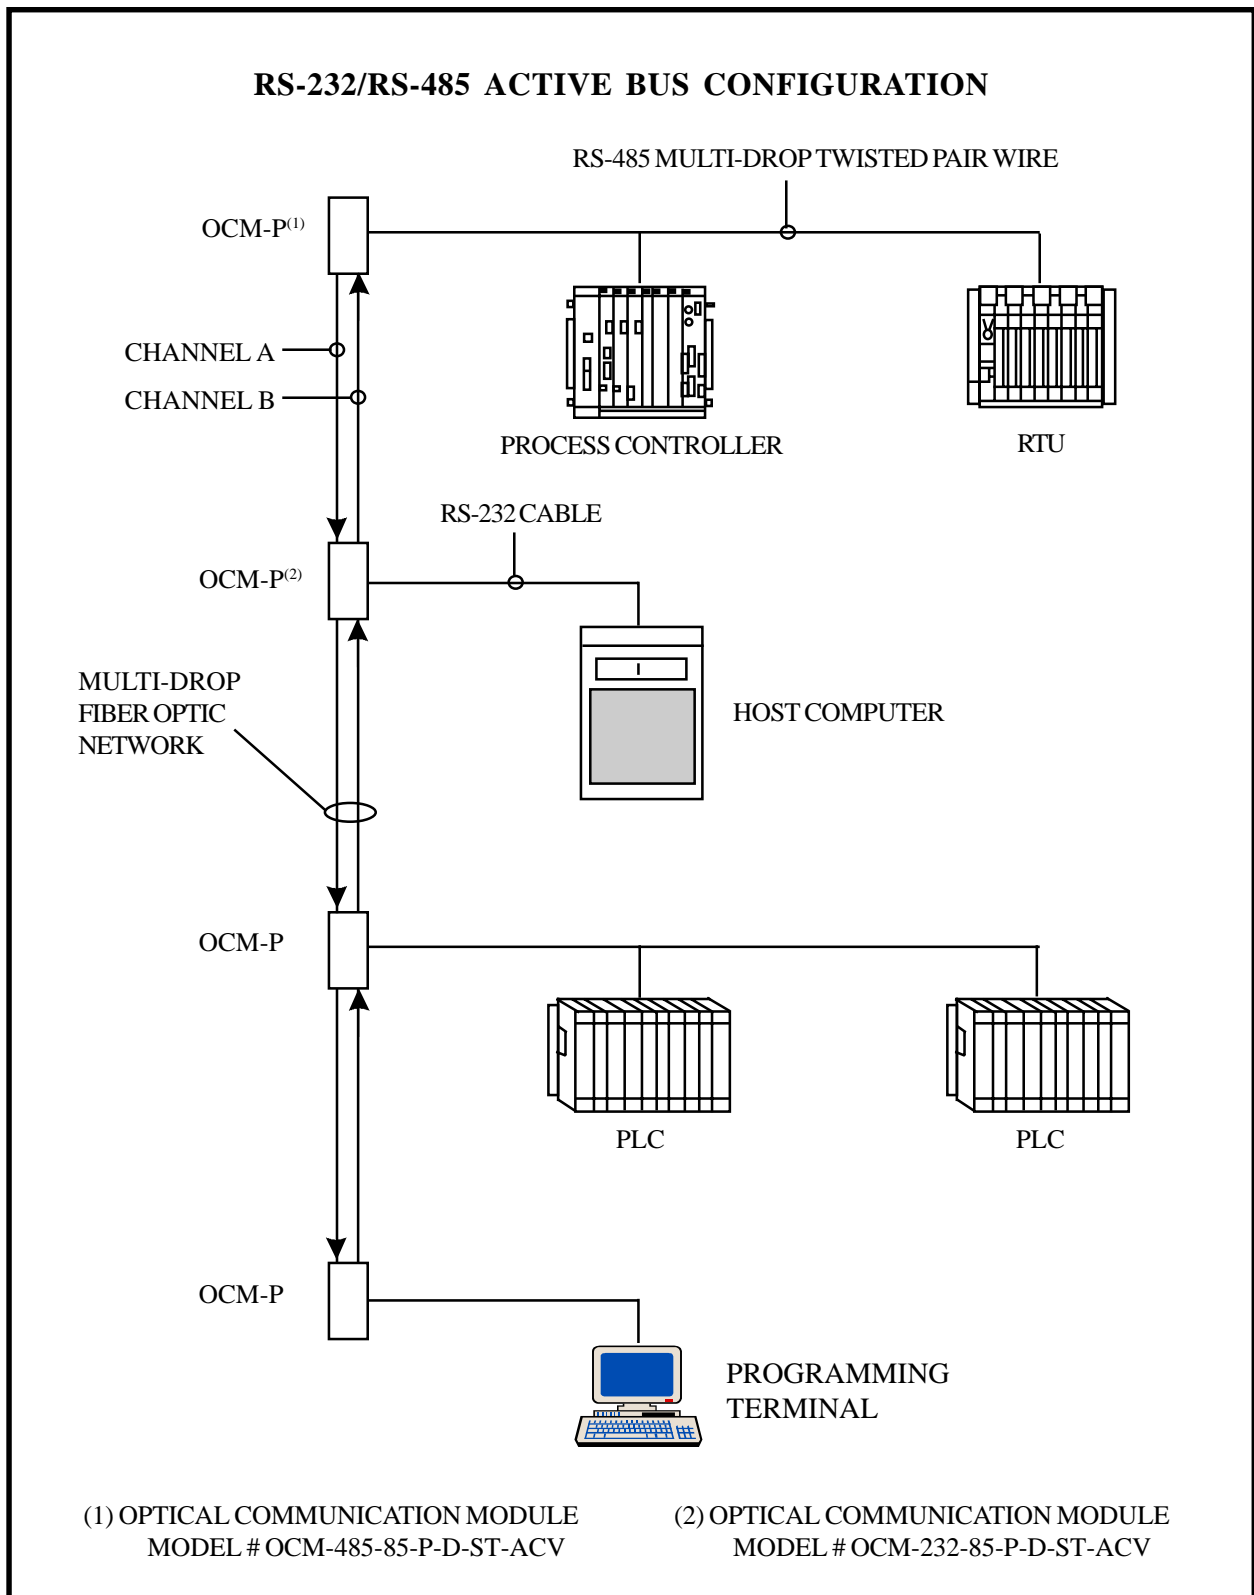 RS-232/RS-485 ACTIVE BUS CONFIGURATION
RS-485 MULTI-DROP TWISTED PAIR WIRE
OCM-P(1)
CHANNEL A
CHANNEL B
PROCESS CONTROLLER
RTU
RS-232 CABLE
OCM-P(2)
MULTI-DROP
FIBER OPTIC
NETWORK
HOST COMPUTER
OCM-P
PLC
PLC
OCM-P
PROGRAMMING
TERMINAL
(1) OPTICAL COMMUNICATION MODULE
MODEL # OCM-485-85-P-D-ST-ACV
(2) OPTICAL COMMUNICATION MODULE
MODEL # OCM-232-85-P-D-ST-ACV